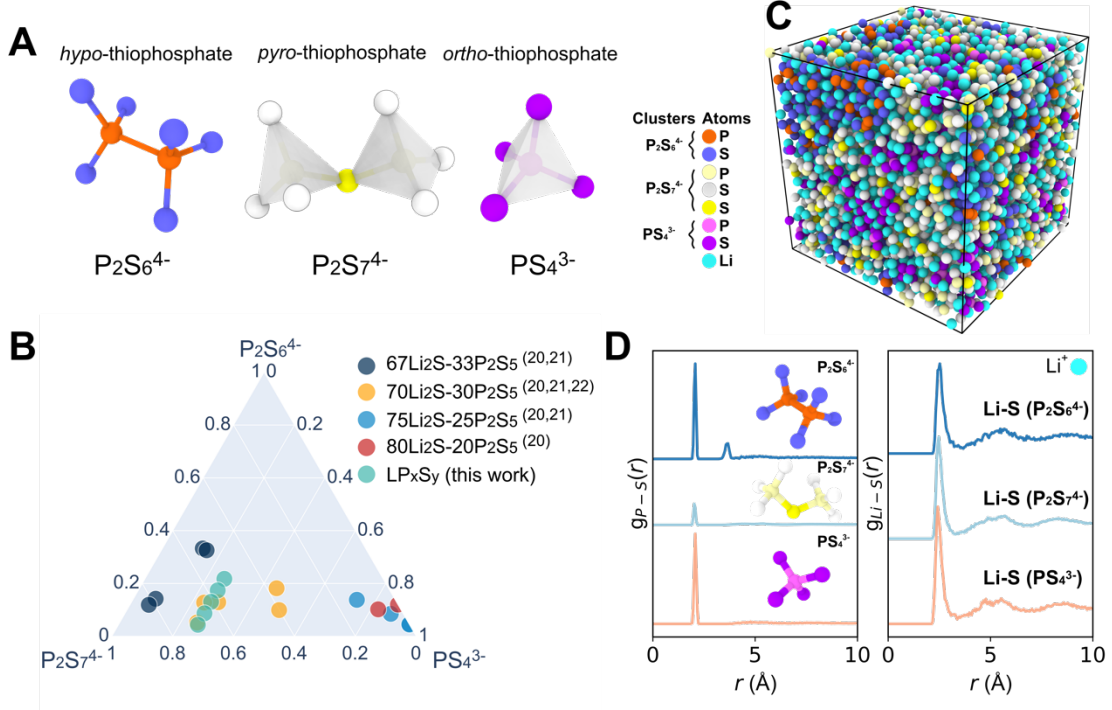 A
hypo-thiophosphate
pyro-thiophosphate
ortho-thiophosphate
P₂S₆⁴⁻
P₂S₇⁴⁻
PS₄³⁻
Clusters Atoms
P₂S₆⁴⁻ { P
S
P₂S₇⁴⁻ { P
S
S
PS₄³⁻ { P
S
Li
C
B
P₂S₆⁴⁻
1.0 0
0.8 0.2
0.6 0.4
0.4 0.6
0.2 0.8
0 1
P₂S₇⁴⁻ 1 0.8 0.6 0.4 0.2 0 PS₄³⁻
67Li₂S-33P₂S₅ (20,21)
70Li₂S-30P₂S₅ (20,21,22)
75Li₂S-25P₂S₅ (20,21)
80Li₂S-20P₂S₅ (20)
LPxSy (this work)
D
g P-S (r)
P₂S₆⁴⁻
P₂S₇⁴⁻
PS₄³⁻
0 5 10
r (Å)
g Li-S (r)
Li⁺
Li-S (P₂S₆⁴⁻)
Li-S (P₂S₇⁴⁻)
Li-S (PS₄³⁻)
0 5 10
r (Å)